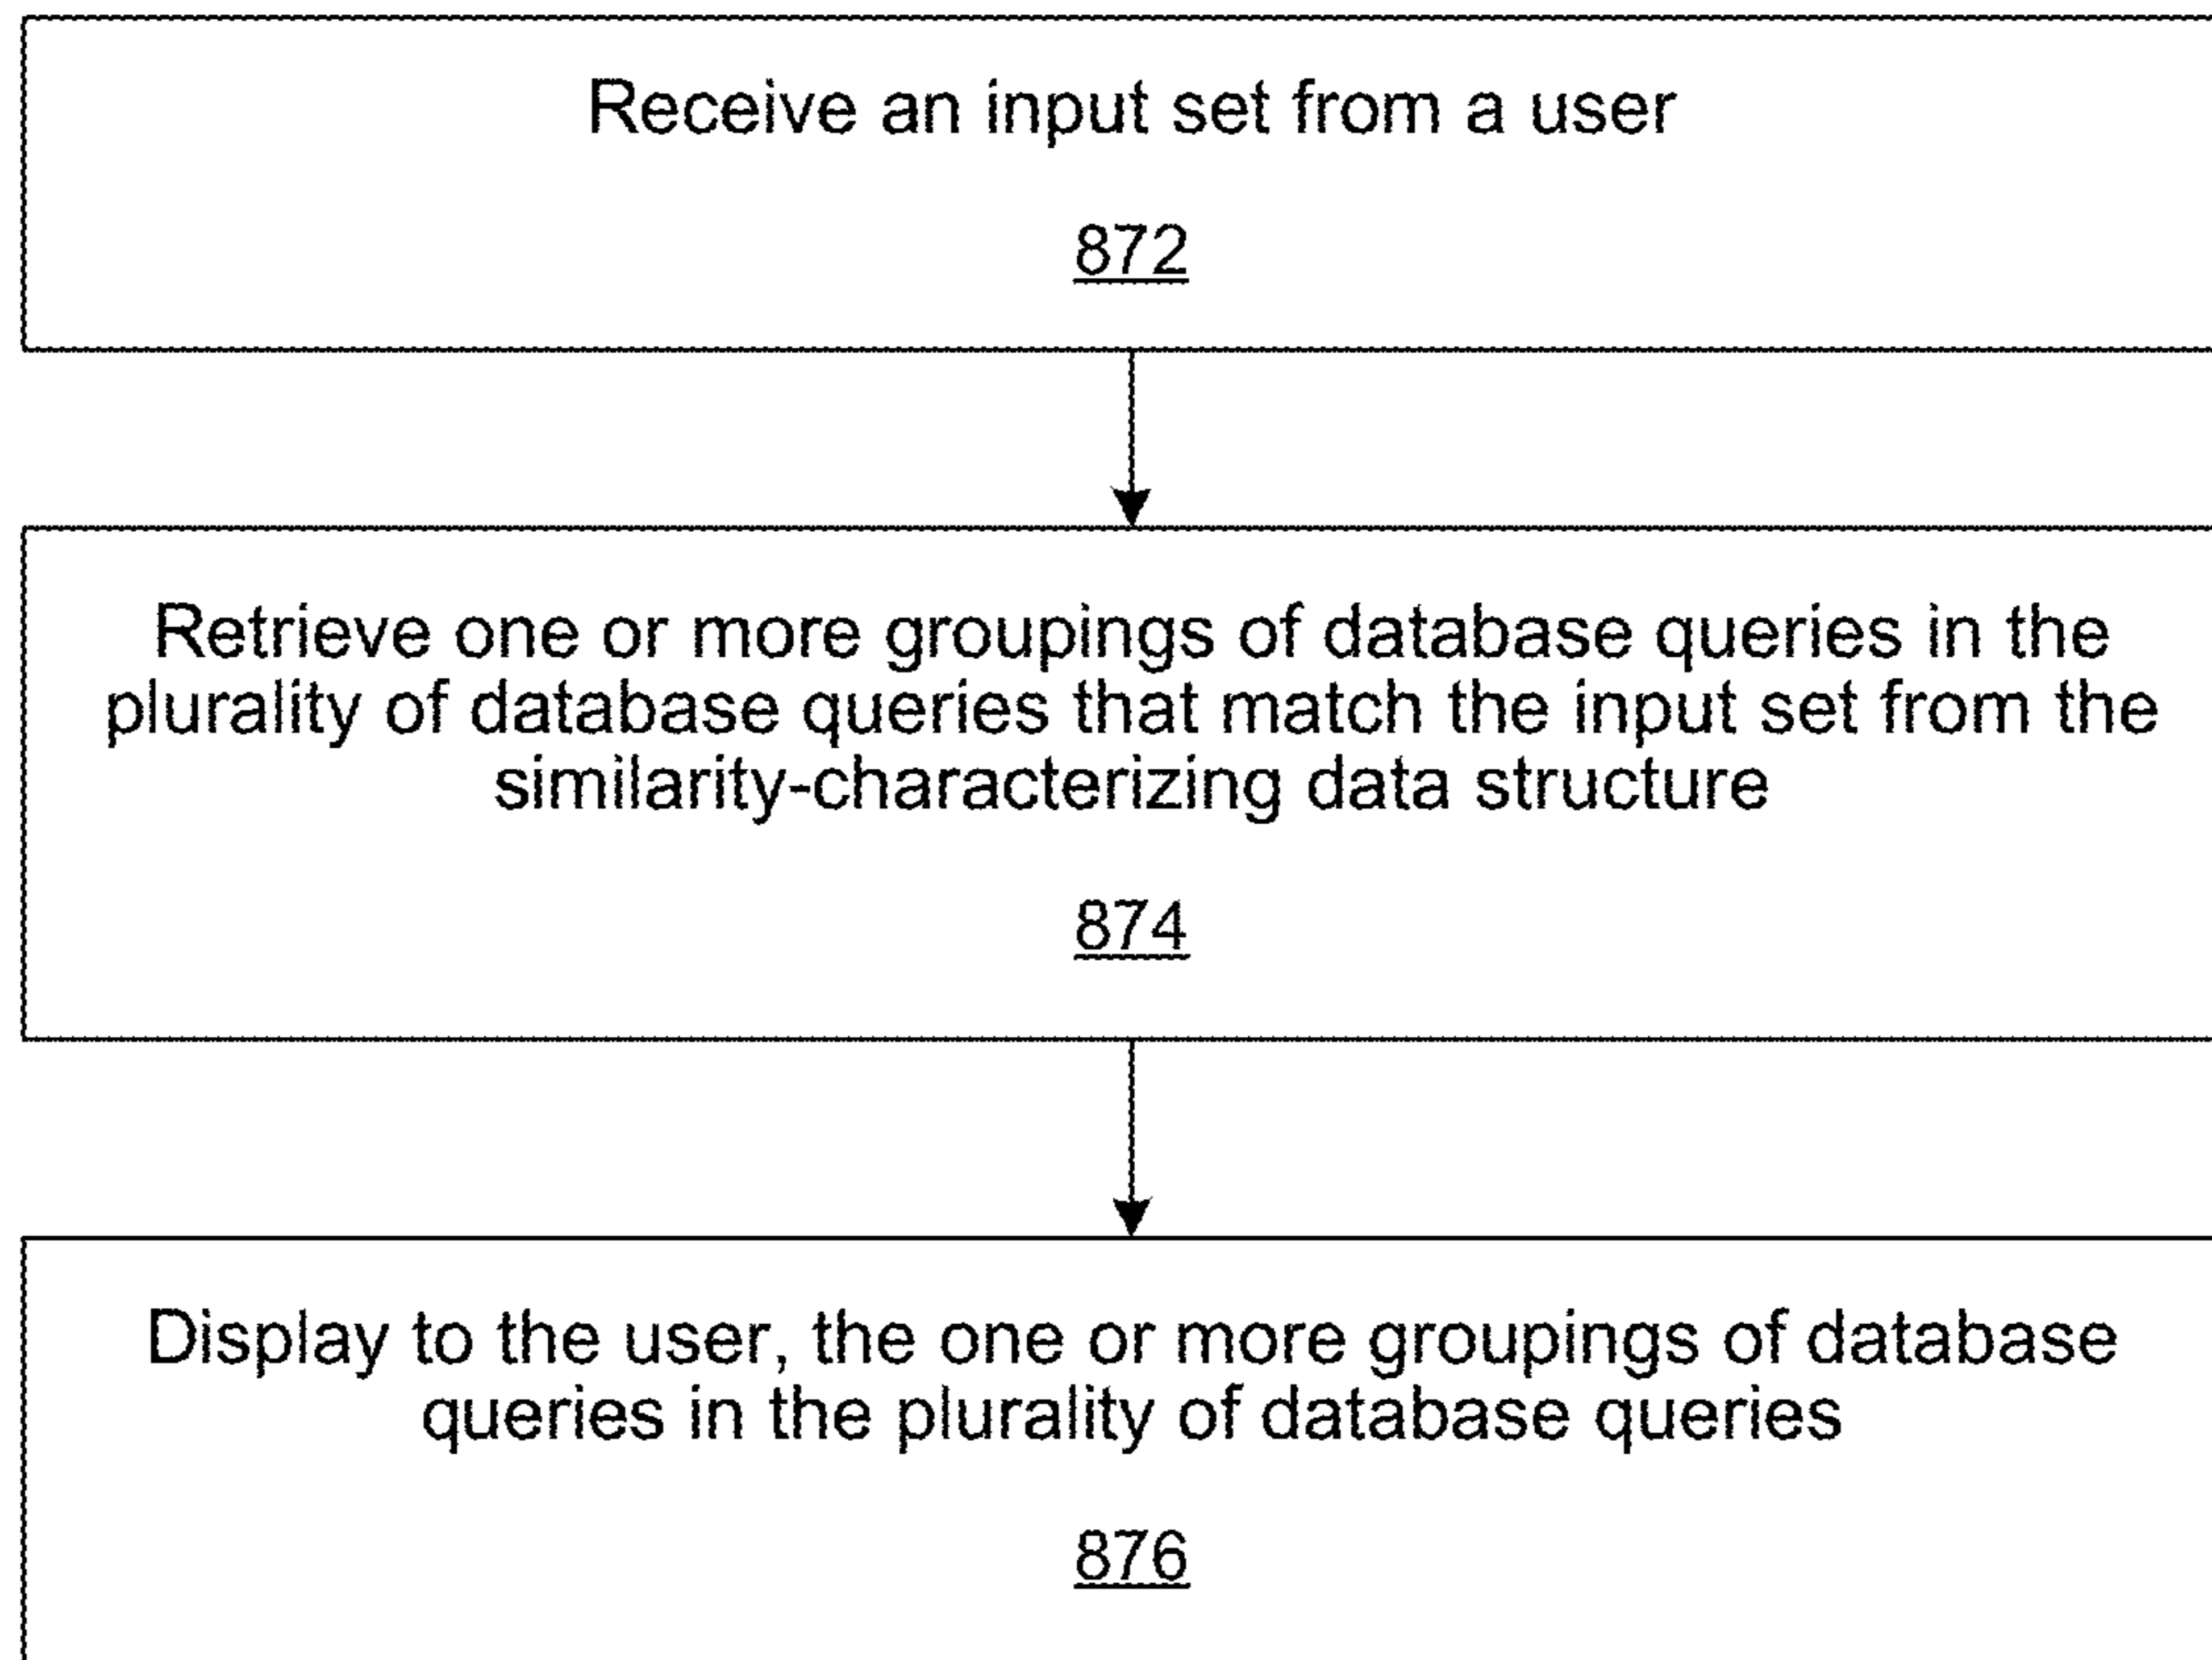 Receive an input set from a user
872
Retrieve one or more groupings of database queries in the
plurality of database queries that match the input set from the
similarity-characterizing data structure
874
Display to the user, the one or more groupings of database
queries in the plurality of database queries
876